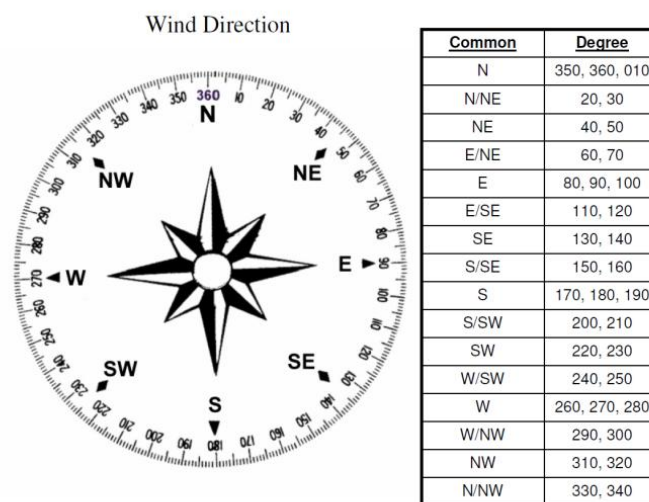 Wind Direction
360
10
20
30
40
50
60
70
80
90
100
110
120
130
140
150
160
170
180
190
200
210
220
230
240
250
260
270
280
290
300
310
320
330
340
350
N
NE
E
SE
S
SW
W
NW
Common Degree
N 350, 360, 010
N/NE 20, 30
NE 40, 50
E/NE 60, 70
E 80, 90, 100
E/SE 110, 120
SE 130, 140
S/SE 150, 160
S 170, 180, 190
S/SW 200, 210
SW 220, 230
W/SW 240, 250
W 260, 270, 280
W/NW 290, 300
NW 310, 320
N/NW 330, 340